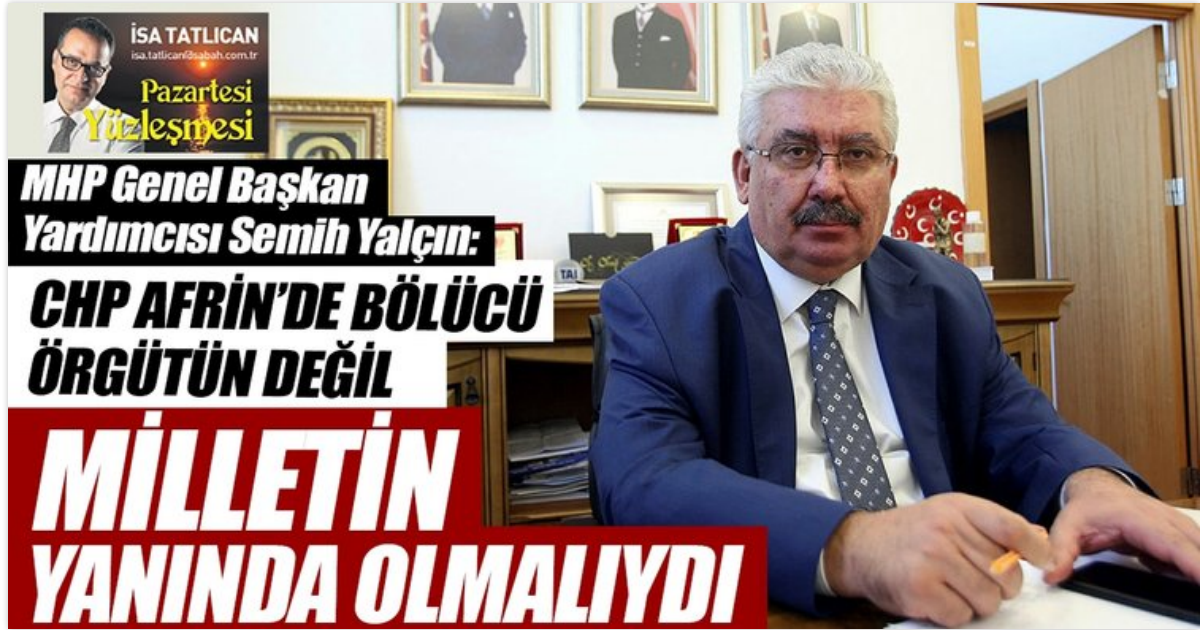 İSA TATLICAN
isa.tatlican@sabah.com.tr
Pazartesi
Yüzleşmesi
MHP Genel Başkan
Yardımcısı Semih Yalçın:
CHP AFRİN’DE BÖLÜCÜ
ÖRGÜTÜN DEĞİL
MİLLETİN
YANINDA OLMALIYDI
TAI